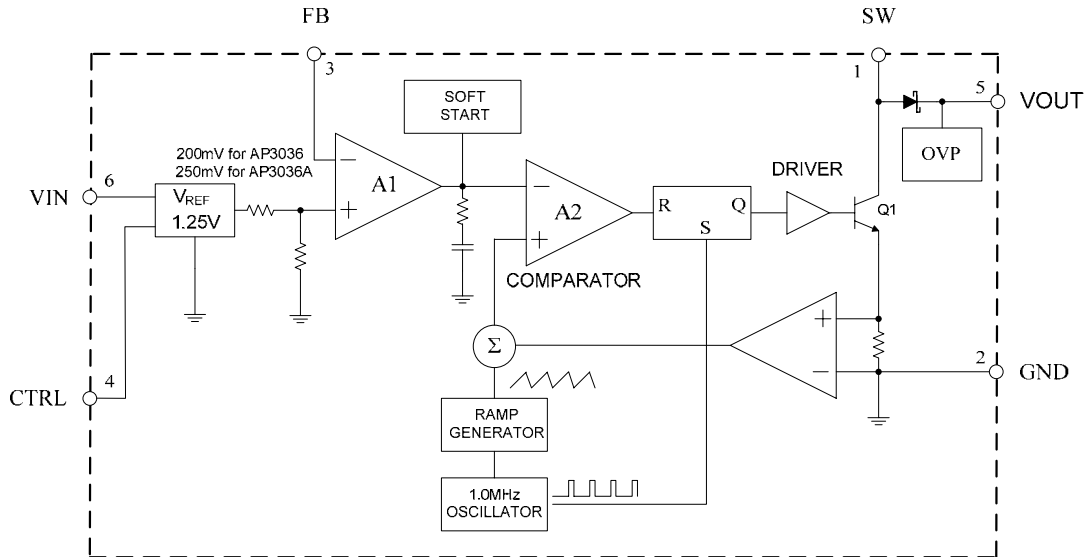 FB
SW
3
1
5
VOUT
SOFT
START
OVP
200mV for AP3036
250mV for AP3036A
DRIVER
6
VIN
VREF
1.25V
−
+
A1
−
+
A2
R
Q
S
Q1
COMPARATOR
Σ
+
−
2
GND
4
CTRL
RAMP
GENERATOR
1.0MHz
OSCILLATOR